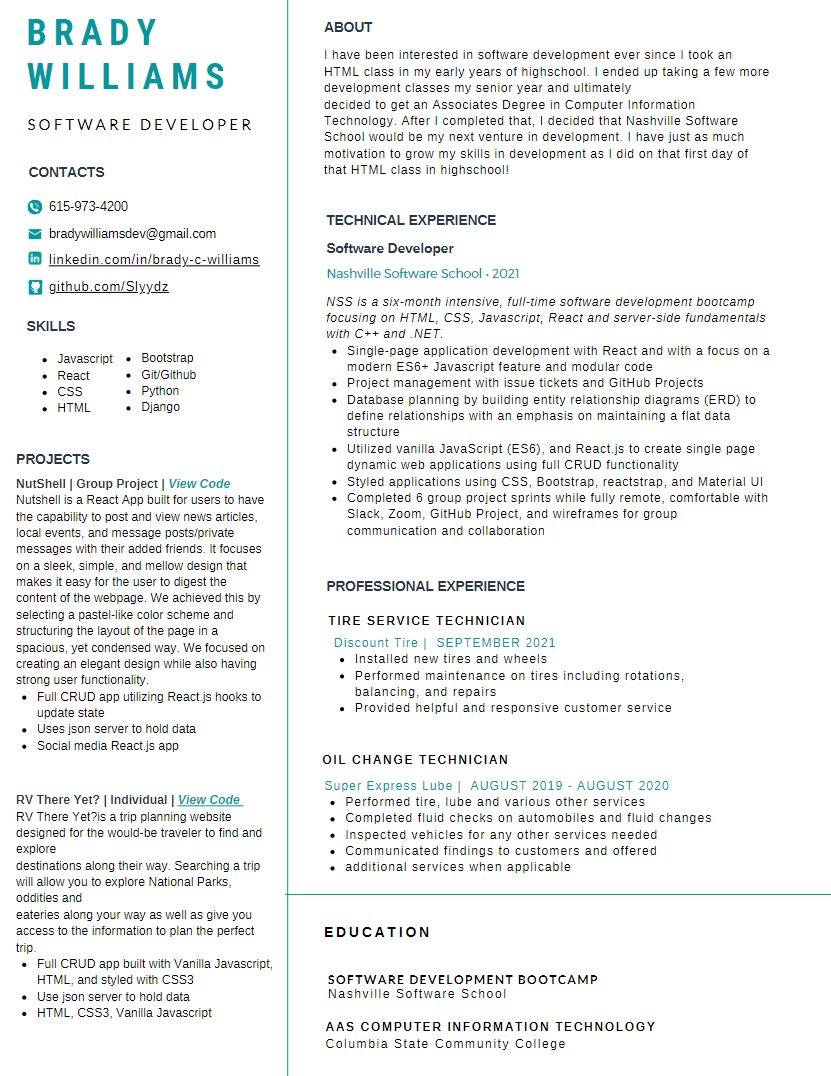 BRADY
WILLIAMS
SOFTWARE DEVELOPER
CONTACTS
615-973-4200
bradywilliamsdev@gmail.com
linkedin.com/in/brady-c-williams
github.com/Slyydz
SKILLS
• Javascript
• React
• CSS
• HTML
• Bootstrap
• Git/Github
• Python
• Django
PROJECTS
NutShell | Group Project | View Code
Nutshell is a React App built for users to have
the capability to post and view news articles,
local events, and message posts/private
messages with their added friends. It focuses
on a sleek, simple, and mellow design that
makes it easy for the user to digest the
content of the webpage. We achieved this by
selecting a pastel-like color scheme and
structuring the layout of the page in a
spacious, yet condensed way. We focused on
creating an elegant design while also having
strong user functionality.
• Full CRUD app utilizing React.js hooks to
update state
• Uses json server to hold data
• Social media React.js app
RV There Yet? | Individual | View Code
RV There Yet?is a trip planning website
designed for the would-be traveler to find and
explore
destinations along their way. Searching a trip
will allow you to explore National Parks,
oddities and
eateries along your way as well as give you
access to the information to plan the perfect
trip.
• Full CRUD app built with Vanilla Javascript,
HTML, and styled with CSS3
• Use json server to hold data
• HTML, CSS3, Vanilla Javascript
ABOUT
I have been interested in software development ever since I took an
HTML class in my early years of highschool. I ended up taking a few more
development classes my senior year and ultimately
decided to get an Associates Degree in Computer Information
Technology. After I completed that, I decided that Nashville Software
School would be my next venture in development. I have just as much
motivation to grow my skills in development as I did on that first day of
that HTML class in highschool!
TECHNICAL EXPERIENCE
Software Developer
Nashville Software School • 2021
NSS is a six-month intensive, full-time software development bootcamp
focusing on HTML, CSS, Javascript, React and server-side fundamentals
with C++ and .NET.
• Single-page application development with React and with a focus on a
modern ES6+ Javascript feature and modular code
• Project management with issue tickets and GitHub Projects
• Database planning by building entity relationship diagrams (ERD) to
define relationships with an emphasis on maintaining a flat data
structure
• Utilized vanilla JavaScript (ES6), and React.js to create single page
dynamic web applications using full CRUD functionality
• Styled applications using CSS, Bootstrap, reactstrap, and Material UI
• Completed 6 group project sprints while fully remote, comfortable with
Slack, Zoom, GitHub Project, and wireframes for group
communication and collaboration
PROFESSIONAL EXPERIENCE
TIRE SERVICE TECHNICIAN
Discount Tire | SEPTEMBER 2021
• Installed new tires and wheels
• Performed maintenance on tires including rotations,
balancing, and repairs
• Provided helpful and responsive customer service
OIL CHANGE TECHNICIAN
Super Express Lube | AUGUST 2019 - AUGUST 2020
• Performed tire, lube and various other services
• Completed fluid checks on automobiles and fluid changes
• Inspected vehicles for any other services needed
• Communicated findings to customers and offered
• additional services when applicable
EDUCATION
SOFTWARE DEVELOPMENT BOOTCAMP
Nashville Software School
AAS COMPUTER INFORMATION TECHNOLOGY
Columbia State Community College